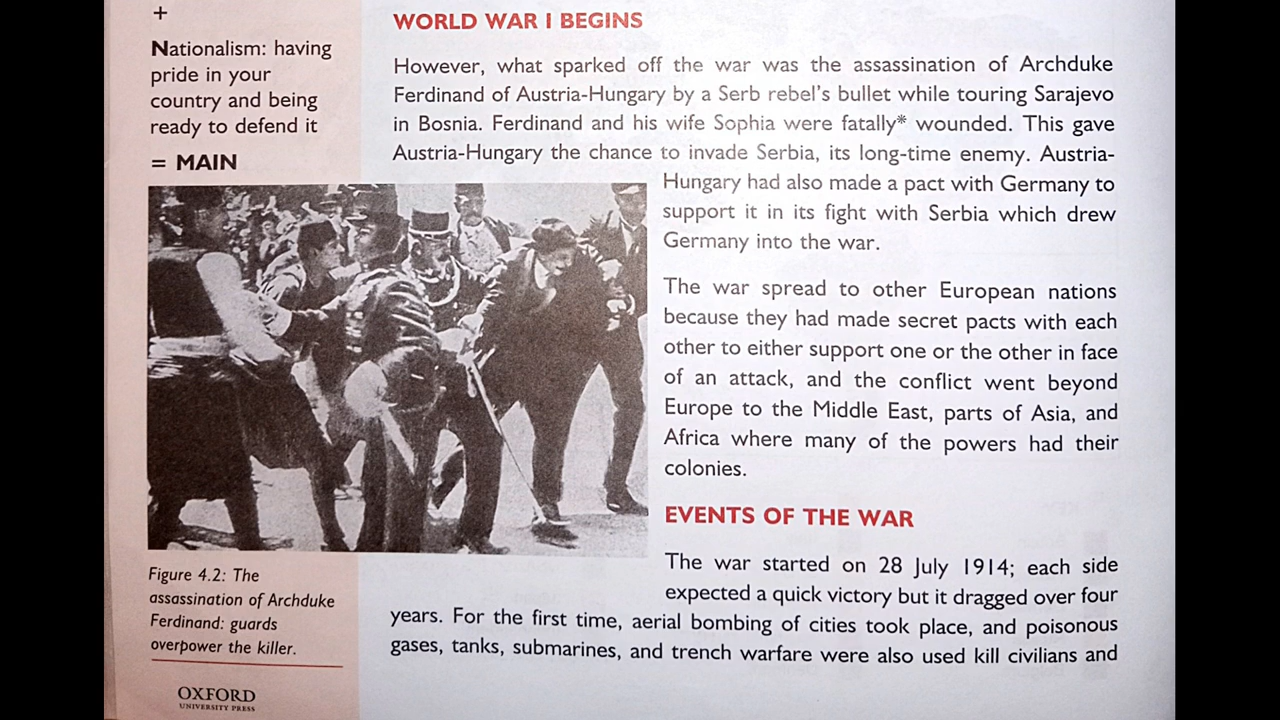 +
Nationalism: having
pride in your
country and being
ready to defend it
= MAIN
WORLD WAR I BEGINS
However, what sparked off the war was the assassination of Archduke
Ferdinand of Austria-Hungary by a Serb rebel's bullet while touring Sarajevo
in Bosnia. Ferdinand and his wife Sophia were fatally* wounded. This gave
Austria-Hungary the chance to invade Serbia, its long-time enemy. Austria-
Hungary had also made a pact with Germany to
support it in its fight with Serbia which drew
Germany into the war.
The war spread to other European nations
because they had made secret pacts with each
other to either support one or the other in face
of an attack, and the conflict went beyond
Europe to the Middle East, parts of Asia, and
Africa where many of the powers had their
colonies.
EVENTS OF THE WAR
The war started on 28 July 1914; each side
expected a quick victory but it dragged over four
years. For the first time, aerial bombing of cities took place, and poisonous
gases, tanks, submarines, and trench warfare were also used kill civilians and
Figure 4.2: The
assassination of Archduke
Ferdinand: guards
overpower the killer.
OXFORD
UNIVERSITY PRESS